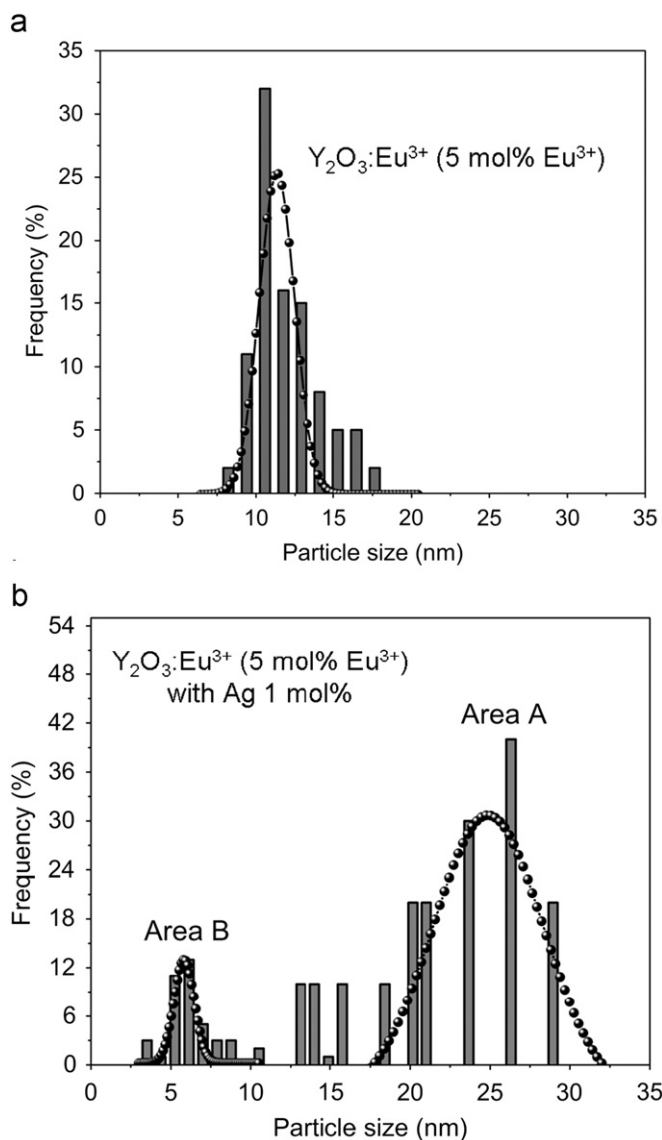 a
35
30
25
20
15
10
5
0
Frequency (%)
Y₂O₃:Eu³⁺ (5 mol% Eu³⁺)
0 5 10 15 20 25 30 35
Particle size (nm)
b
54
48
42
36
30
24
18
12
6
0
Frequency (%)
Y₂O₃:Eu³⁺ (5 mol% Eu³⁺)
with Ag 1 mol%
Area A
Area B
0 5 10 15 20 25 30 35
Particle size (nm)